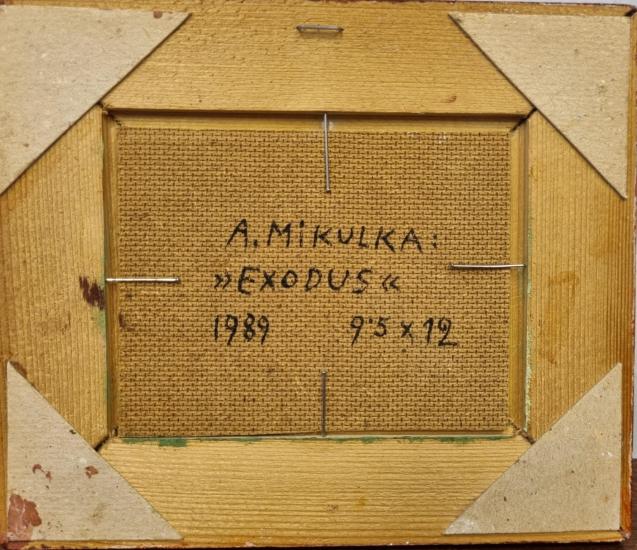 A. MiKULKA:
»EXODUS«
1989 9'5 x 12